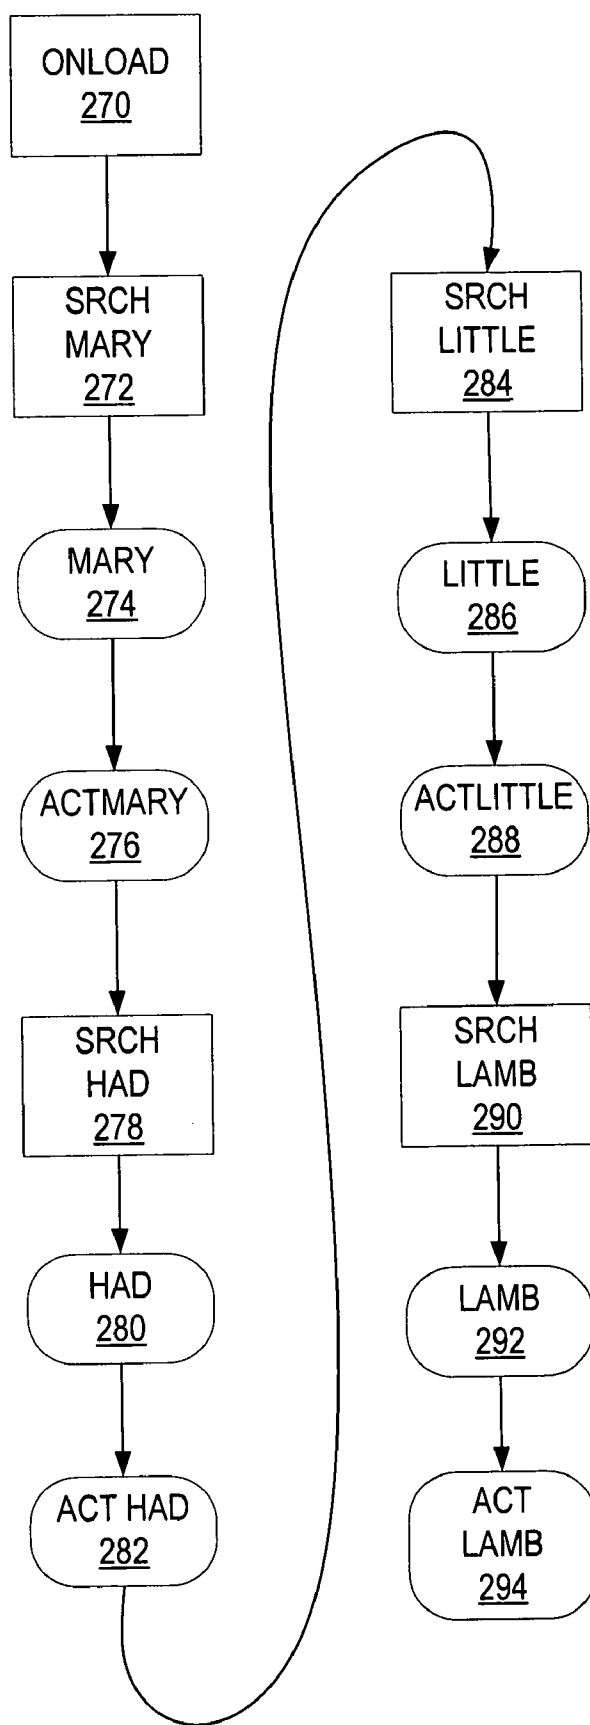 ONLOAD
270
SRCH
MARY
272
MARY
274
ACTMARY
276
SRCH
HAD
278
HAD
280
ACT HAD
282
SRCH
LITTLE
284
LITTLE
286
ACTLITTLE
288
SRCH
LAMB
290
LAMB
292
ACT
LAMB
294